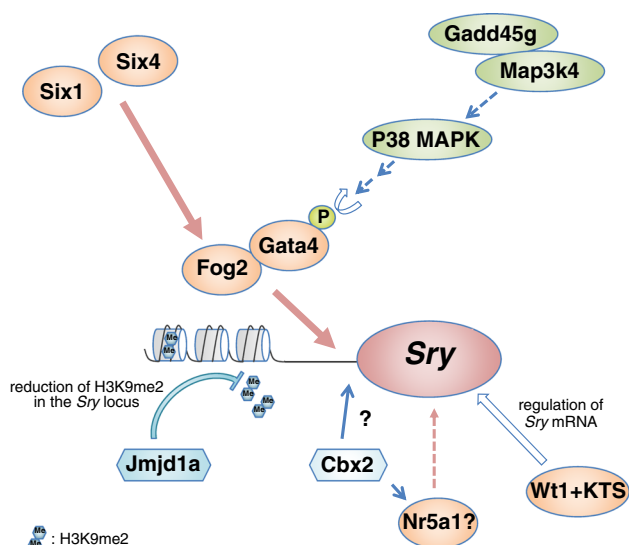 Gadd45g
Six4
Map3k4
Six1
P38 MAPK
P
Gata4
Fog2
Me
Me
Sry
reduction of H3K9me2
in the Sry locus
Me
Me
Me
Me
regulation of
Sry mRNA
?
Jmjd1a
Cbx2
Wt1+KTS
Nr5a1?
Me
Me
: H3K9me2